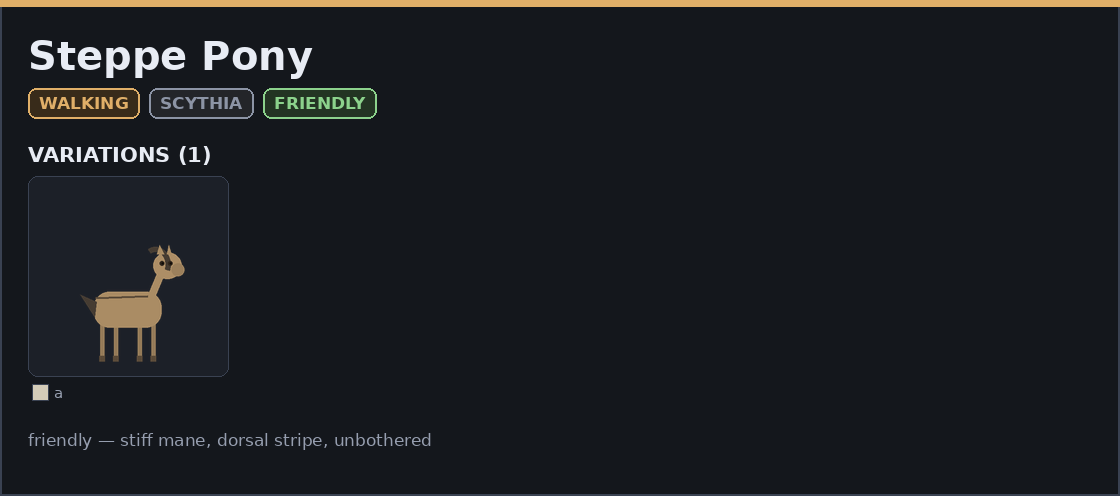 Steppe Pony
WALKING SCYTHIA FRIENDLY
VARIATIONS (1)
a
friendly — stiff mane, dorsal stripe, unbothered